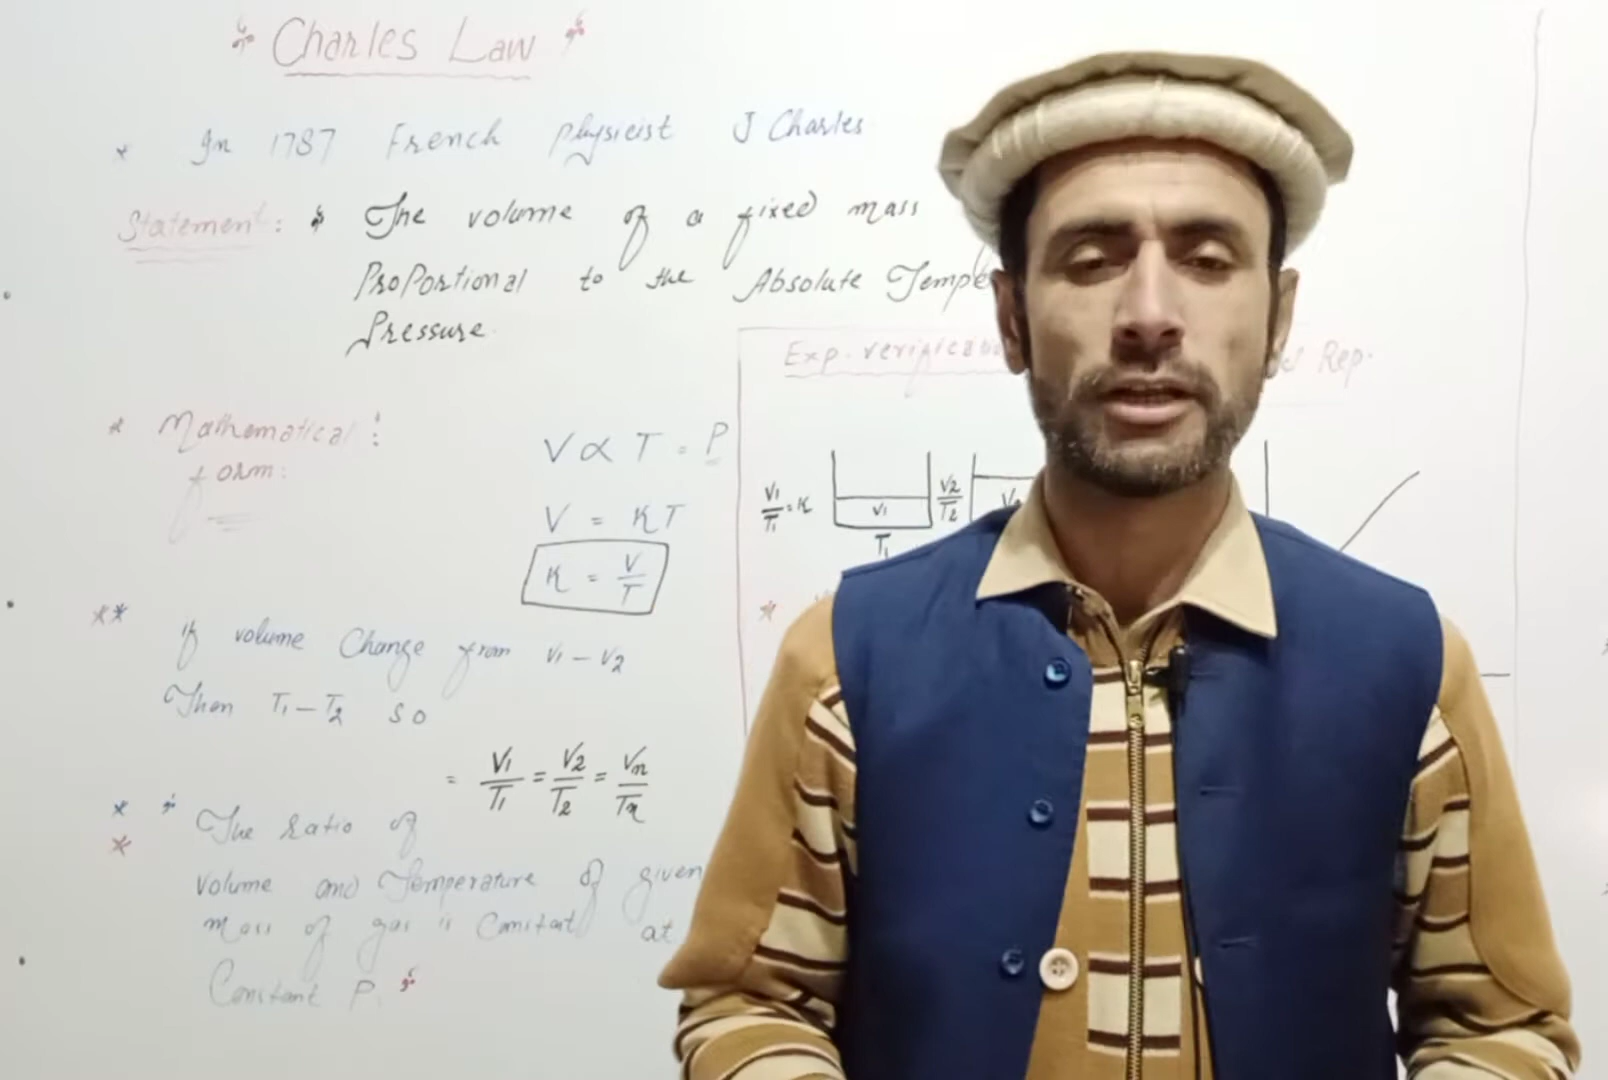 Charles Law
In 1787 French Physicist J Charles
Statement: The volume of a fixed mass
Proportional to the Absolute Tempe
Pressure.
Exp. verifica
Rep.
Mathematical:
form:
V ∝ T = P
V = KT
K = V/T
V1/T1 = K
V1
T1
V2/T2
** If volume Change from V1 – V2
Then T1 – T2 so
= V1/T1 = V2/T2 = Vn/Tn
The Ratio of
Volume and Temperature of given
mass of gas is Constant at
Constant P.